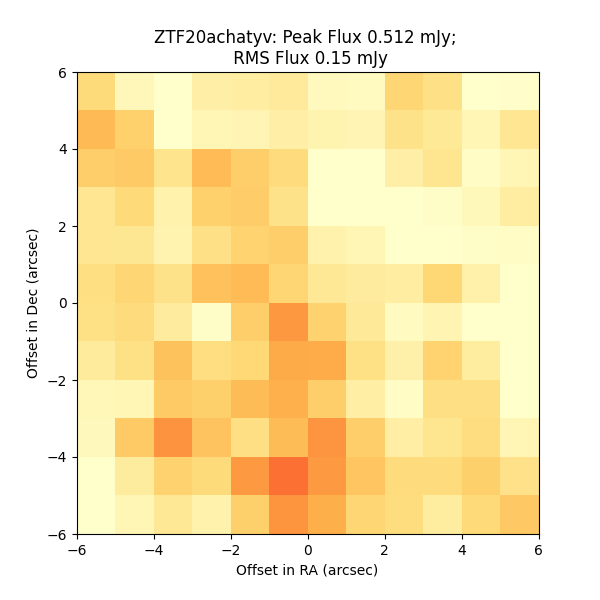 ZTF20achatyv: Peak Flux 0.512 mJy;
RMS Flux 0.15 mJy
6
4
2
0
−2
−4
−6
Offset in Dec (arcsec)
−6 −4 −2 0 2 4 6
Offset in RA (arcsec)